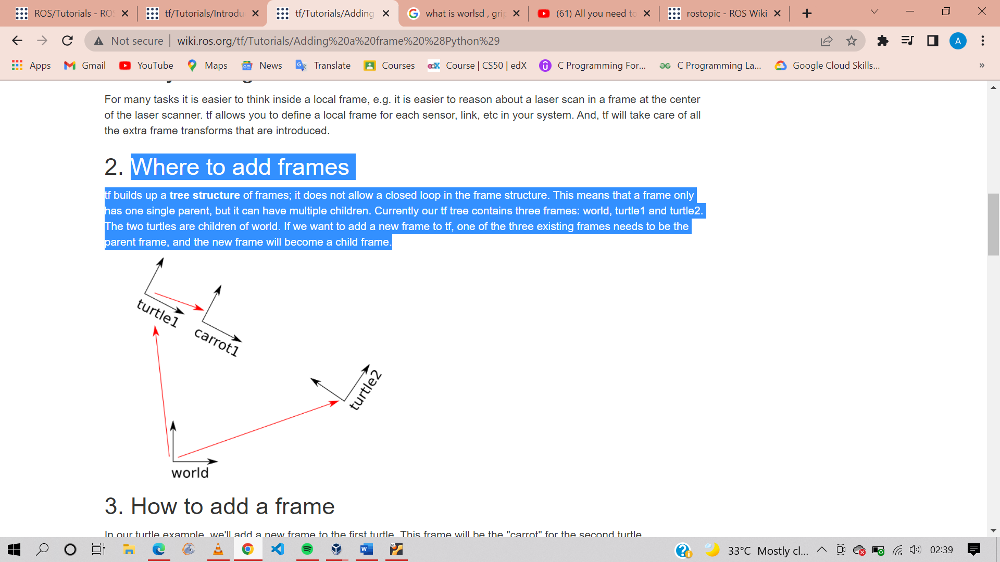 ROS/Tutorials - RO
tf/Tutorials/Introdu
tf/Tutorials/Adding
what is worlsd , grip
(61) All you need to
rostopic - ROS Wiki
Not secure
wiki.ros.org/tf/Tutorials/Adding%20a%20frame%20%28Python%29
A
Apps
Gmail
YouTube
Maps
News
Translate
Courses
Course | CS50 | edX
C Programming For...
C Programming La...
Google Cloud Skills...
»
For many tasks it is easier to think inside a local frame, e.g. it is easier to reason about a laser scan in a frame at the center
of the laser scanner. tf allows you to define a local frame for each sensor, link, etc in your system. And, tf will take care of all
the extra frame transforms that are introduced.
2. Where to add frames
tf builds up a tree structure of frames; it does not allow a closed loop in the frame structure. This means that a frame only
has one single parent, but it can have multiple children. Currently our tf tree contains three frames: world, turtle1 and turtle2.
The two turtles are children of world. If we want to add a new frame to tf, one of the three existing frames needs to be the
parent frame, and the new frame will become a child frame.
turtle1
carrot1
turtle2
world
3. How to add a frame
In our turtle example, we'll add a new frame to the first turtle. This frame will be the "carrot" for the second turtle.
33°C Mostly cl...
02:39